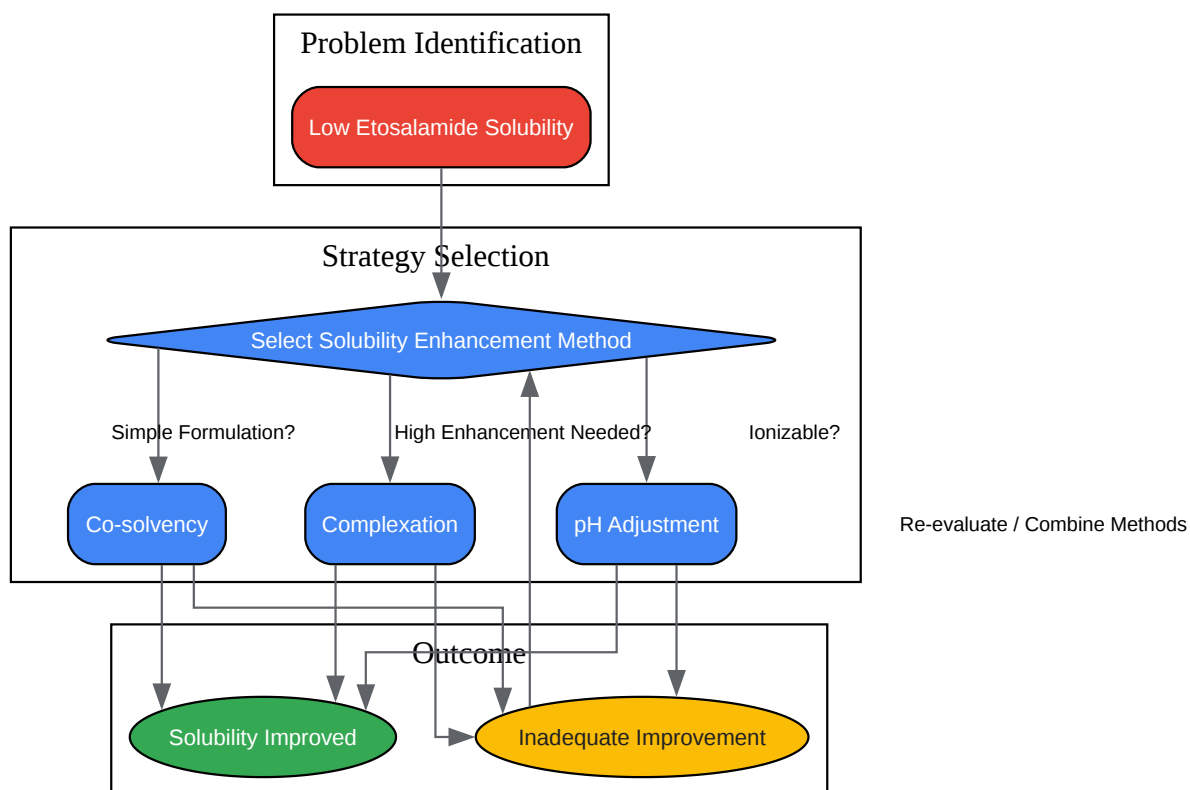 Problem Identification
Low Etosalamide Solubility
Strategy Selection
Select Solubility Enhancement Method
Simple Formulation?
High Enhancement Needed?
Ionizable?
Co-solvency
Complexation
pH Adjustment
Re-evaluate / Combine Methods
Outcome
Solubility Improved
Inadequate Improvement